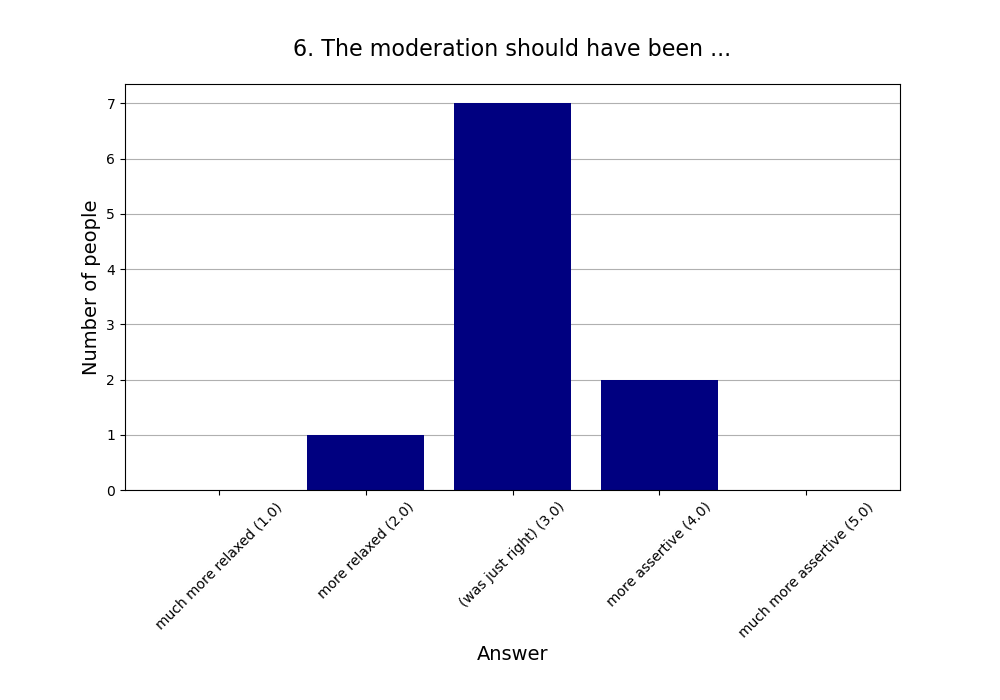 6. The moderation should have been ...
7
6
5
4
3
2
1
0
Number of people
much more relaxed (1.0)
more relaxed (2.0)
(was just right) (3.0)
more assertive (4.0)
much more assertive (5.0)
Answer